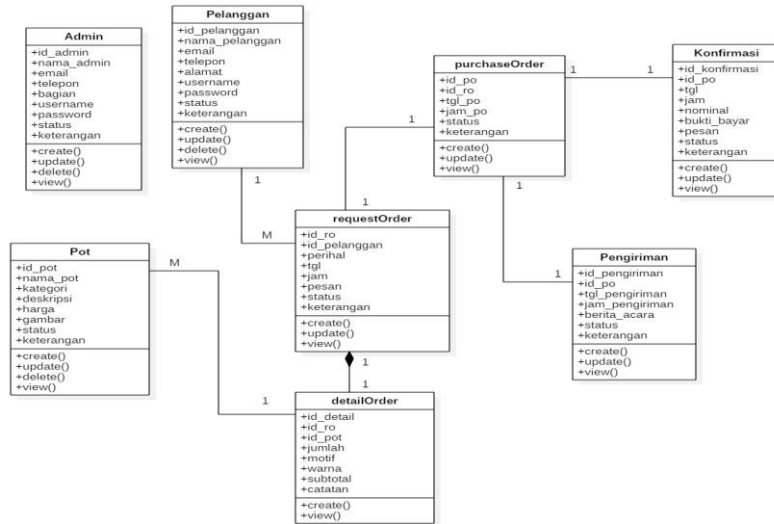 Admin
+id_admin
+nama_admin
+email
+telepon
+bagian
+username
+password
+status
+keterangan
+create()
+update()
+delete()
+view()
Pelanggan
+id_pelanggan
+nama_pelanggan
+email
+telepon
+alamat
+username
+password
+status
+keterangan
+create()
+update()
+delete()
+view()
purchaseOrder
+id_po
+id_ro
+tgl_po
+jam_po
+status
+keterangan
+create()
+update()
+view()
Konfirmasi
+id_konfirmasi
+id_po
+tgl
+jam
+nominal
+bukti_bayar
+pesan
+status
+keterangan
+create()
+update()
+view()
1
1
1
1
1
M
1
1
requestOrder
+id_ro
+id_pelanggan
+perihal
+tgl
+jam
+pesan
+status
+keterangan
+create()
+update()
+view()
Pot
+id_pot
+nama_pot
+kategori
+deskripsi
+harga
+gambar
+status
+keterangan
+create()
+update()
+delete()
+view()
M
1
Pengiriman
+id_pengiriman
+id_po
+tgl_pengiriman
+jam_pengiriman
+berita_acara
+status
+keterangan
+create()
+update()
+view()
1
1
detailOrder
+id_detail
+id_ro
+id_pot
+jumlah
+motif
+warna
+subtotal
+catatan
+create()
+view()